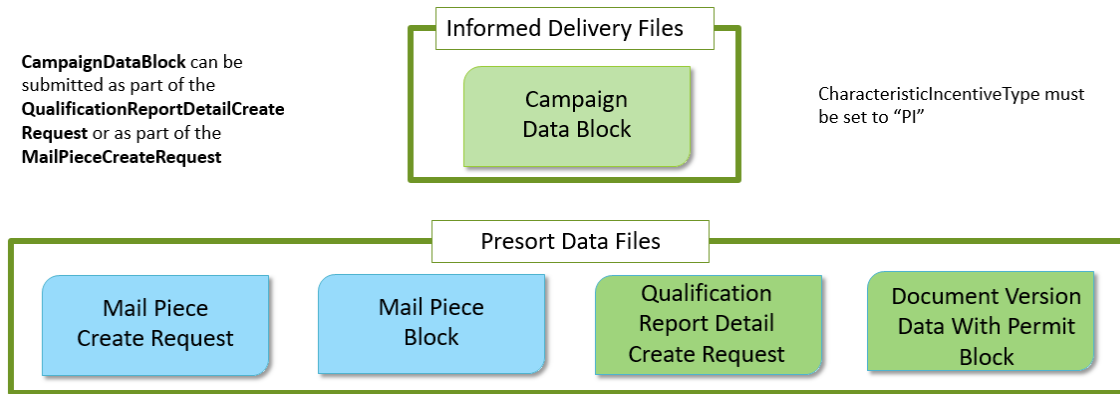 Informed Delivery Files
CampaignDataBlock can be
submitted as part of the
QualificationReportDetailCreate
Request or as part of the
MailPieceCreateRequest
Campaign
Data Block
CharacteristicIncentiveType must
be set to “PI”
Presort Data Files
Mail Piece
Create Request
Mail Piece
Block
Qualification
Report Detail
Create Request
Document Version
Data With Permit
Block